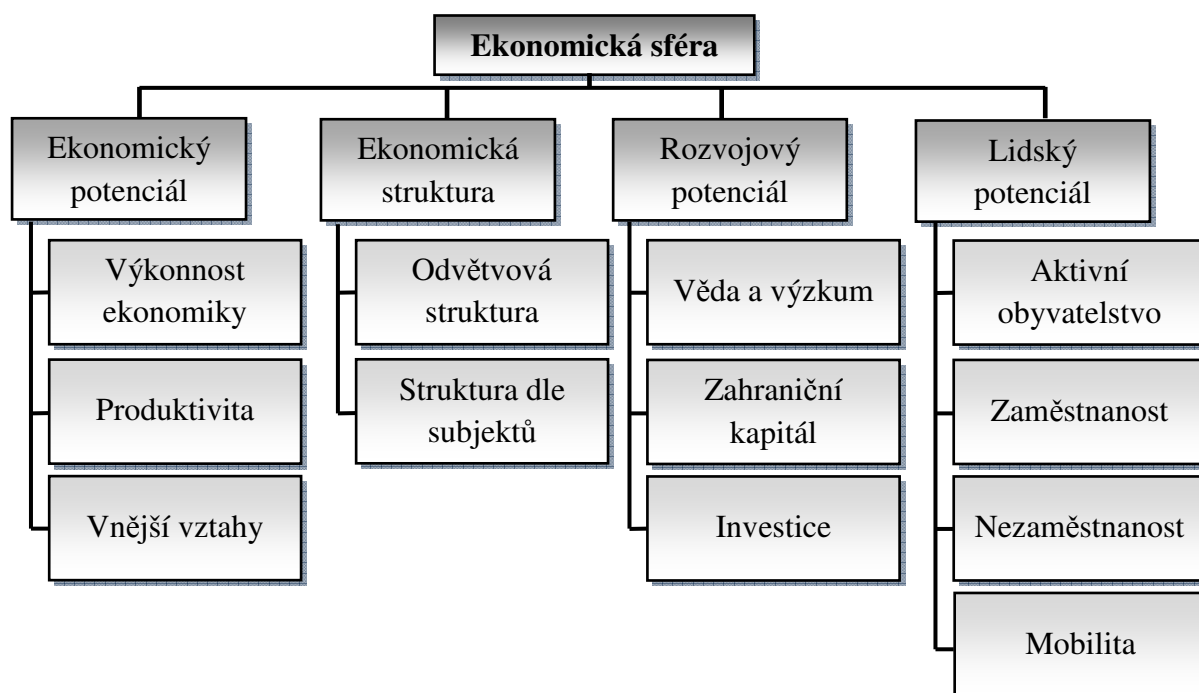 Ekonomická sféra
Ekonomický
potenciál
Výkonnost
ekonomiky
Produktivita
Vnější vztahy
Ekonomická
struktura
Odvětvová
struktura
Struktura dle
subjektů
Rozvojový
potenciál
Věda a výzkum
Zahraniční
kapitál
Investice
Lidský
potenciál
Aktivní
obyvatelstvo
Zaměstnanost
Nezaměstnanost
Mobilita